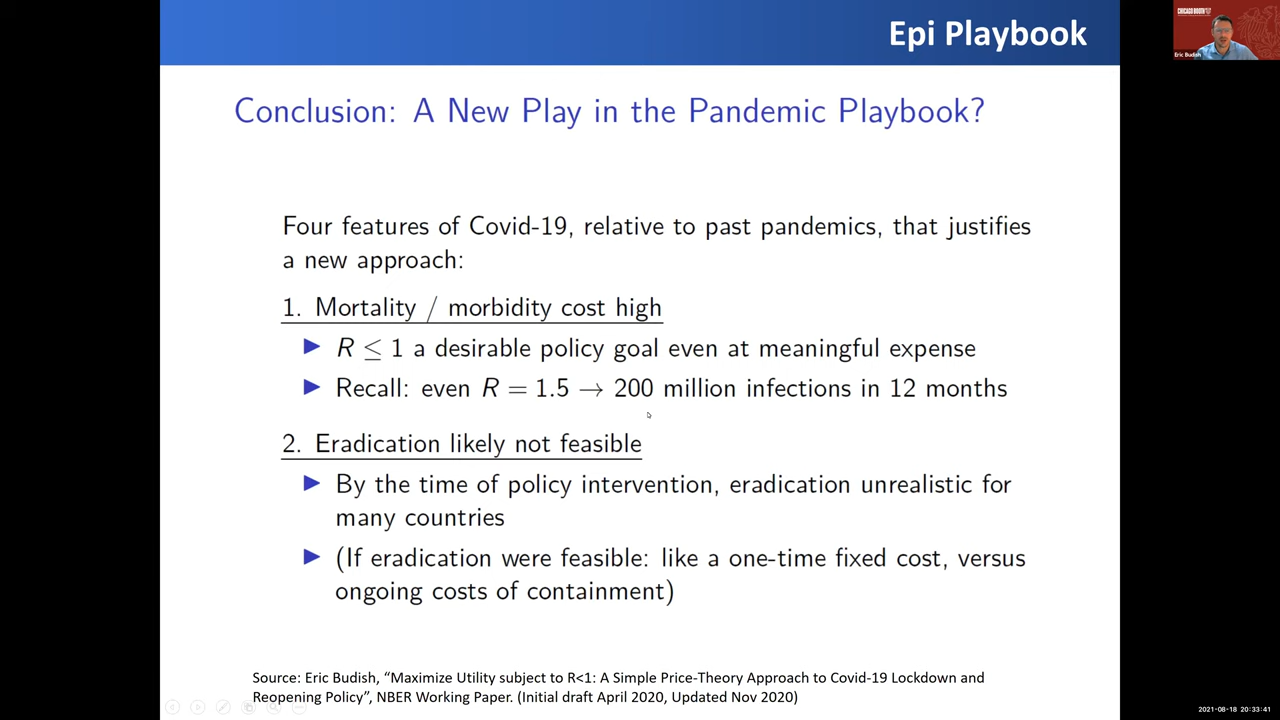 Epi Playbook
CHICAGO BOOTH
Eric Budish
Conclusion: A New Play in the Pandemic Playbook?
Four features of Covid-19, relative to past pandemics, that justifies
a new approach:
1. Mortality / morbidity cost high
▶ R ≤ 1 a desirable policy goal even at meaningful expense
▶ Recall: even R = 1.5 → 200 million infections in 12 months
2. Eradication likely not feasible
▶ By the time of policy intervention, eradication unrealistic for
many countries
▶ (If eradication were feasible: like a one-time fixed cost, versus
ongoing costs of containment)
Source: Eric Budish, “Maximize Utility subject to R<1: A Simple Price-Theory Approach to Covid-19 Lockdown and
Reopening Policy”, NBER Working Paper. (Initial draft April 2020, Updated Nov 2020)
2021-08-18 20:33:41